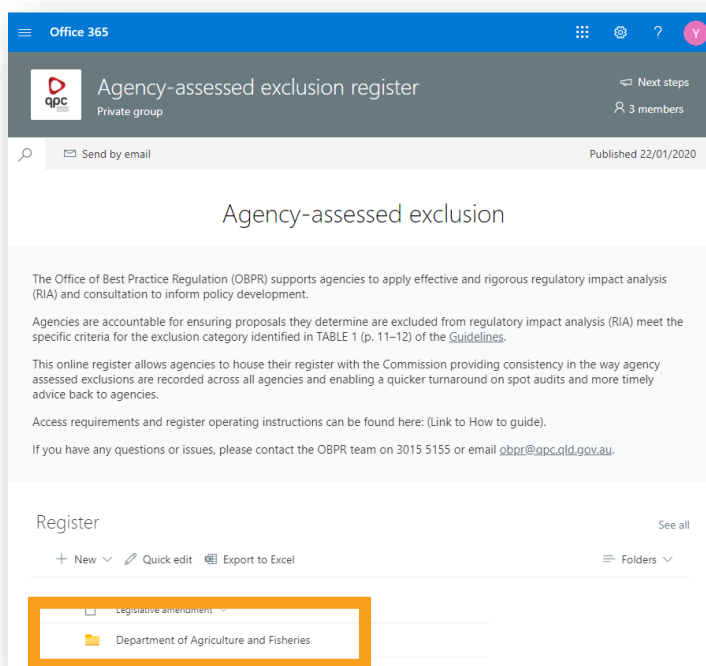 Office 365
?
Y
qpc
Agency-assessed exclusion register
Private group
Next steps
3 members
Send by email
Published 22/01/2020
Agency-assessed exclusion
The Office of Best Practice Regulation (OBPR) supports agencies to apply effective and rigorous regulatory impact analysis
(RIA) and consultation to inform policy development.
Agencies are accountable for ensuring proposals they determine are excluded from regulatory impact analysis (RIA) meet the
specific criteria for the exclusion category identified in TABLE 1 (p. 11–12) of the Guidelines.
This online register allows agencies to house their register with the Commission providing consistency in the way agency
assessed exclusions are recorded across all agencies and enabling a quicker turnaround on spot audits and more timely
advice back to agencies.
Access requirements and register operating instructions can be found here: (Link to How to guide).
If you have any questions or issues, please contact the OBPR team on 3015 5155 or email obpr@qpc.qld.gov.au.
Register
See all
New
Quick edit
Export to Excel
Folders
Legislative amendment
Department of Agriculture and Fisheries